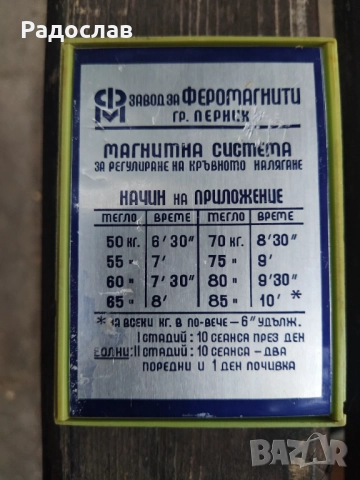 Радослав
ФМ ЗАВОД ЗА ФЕРОМАГНИТИ
ГР. ПЕРНИК
МАГНИТНА СИСТЕМА
ЗА РЕГУЛИРАНЕ НА КРЪВНОТО НАЛЯГАНЕ
НАЧИН НА ПРИЛОЖЕНИЕ
ТЕГЛО ВРЕМЕ ТЕГЛО ВРЕМЕ
50 КГ. 6'30" 70 КГ. 8'30"
55 " 7' 75 " 9'
60 " 7'30" 80 " 9'30"
65 " 8' 85 " 10' *
* ЗА ВСЕКИ КГ. В ПО-ВЕЧЕ – 6" УДЪЛЖ.
I СТАДИЙ: 10 СЕАНСА ПРЕЗ ДЕН
БОЛНИ: II СТАДИЙ: 10 СЕАНСА – ДВА
ПОРЕДНИ И 1 ДЕН ПОЧИВКА
BAZAR